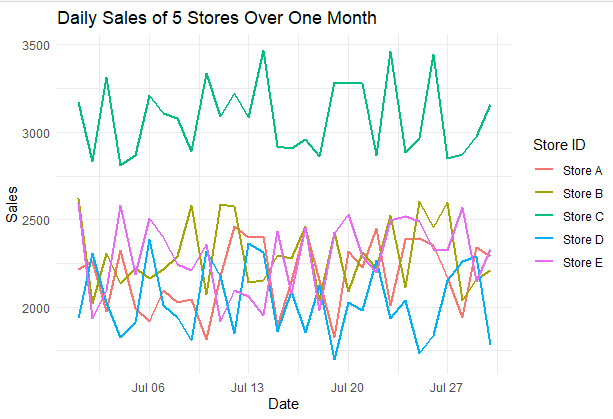 Daily Sales of 5 Stores Over One Month
3500
3000
2500
2000
Sales
Jul 06
Jul 13
Jul 20
Jul 27
Date
Store ID
Store A
Store B
Store C
Store D
Store E